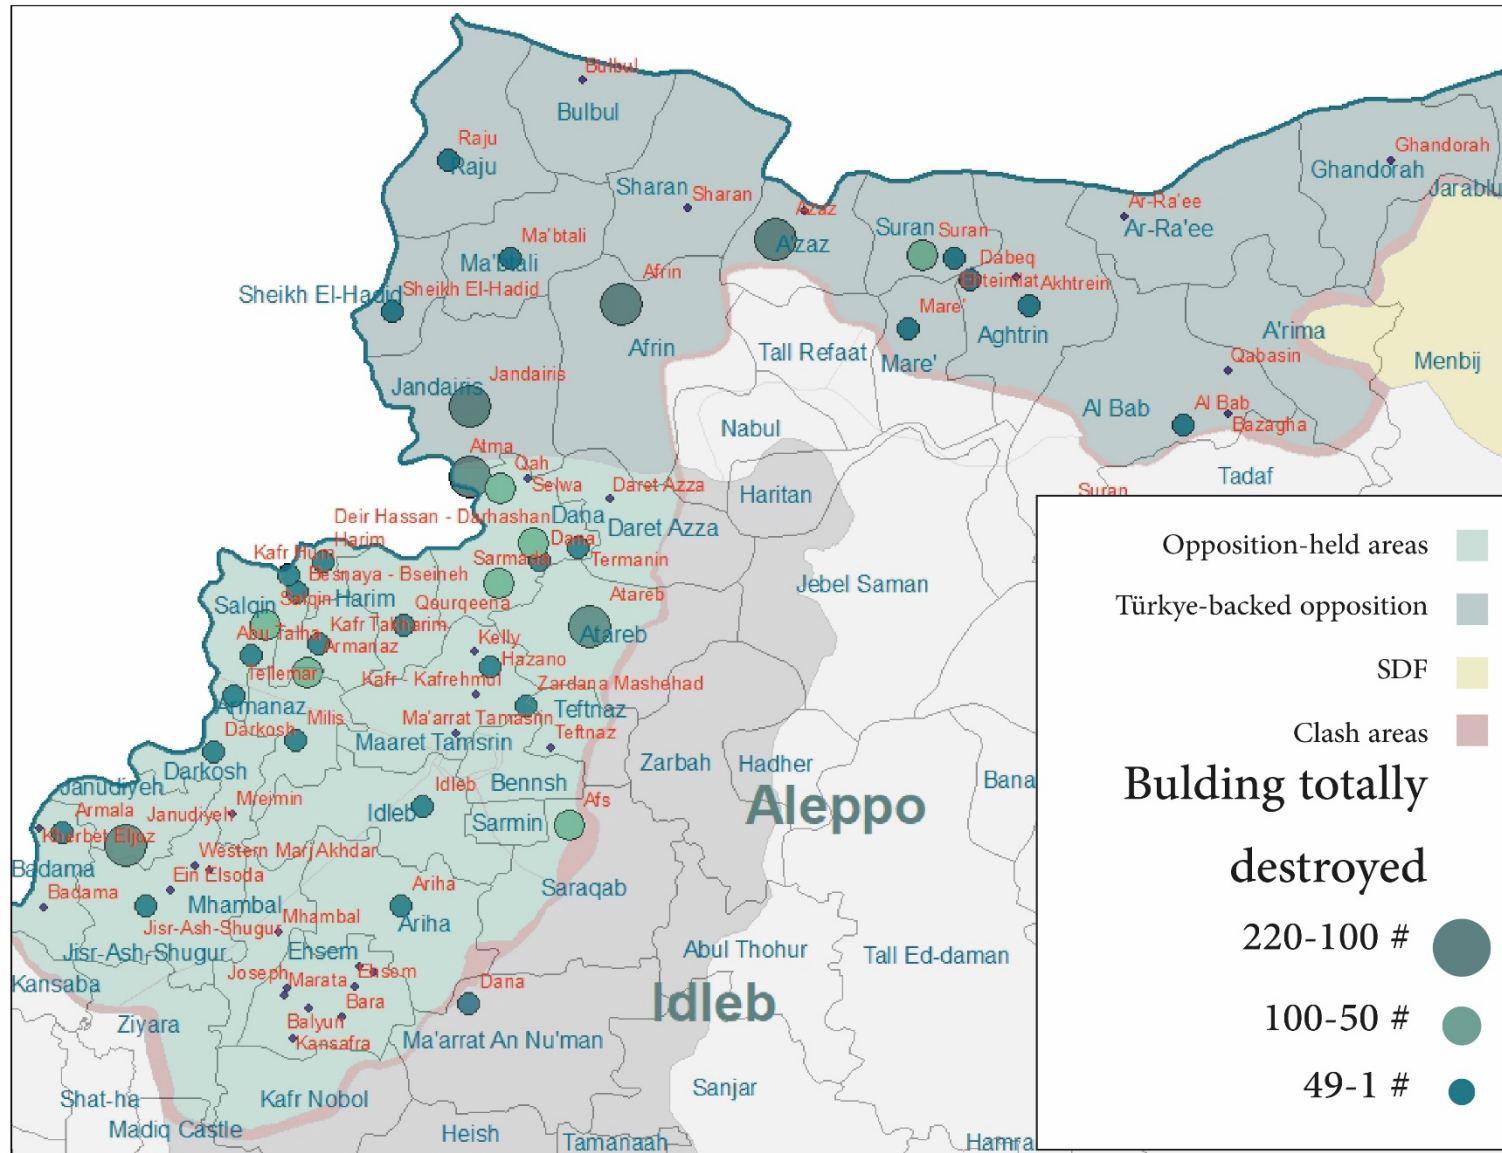 Bulbul
Bulbul
Raju
Raju
Sharan
Sharan
Ma'btali
Ma'btali
Sheikh El-Hadid
Sheikh El-Hadid
Afrin
Afrin
Azaz
A'zaz
Suran
Suran
Dabeq
Ehteimlat
Akhtrein
Aghtrin
Mare'
Mare'
Ar-Ra'ee
Ar-Ra'ee
Ghandorah
Ghandorah
Jarablu
A'rima
Qabasin
Menbij
Al Bab
Al Bab
Bazagha
Tadaf
Suran
Tall Refaat
Nabul
Haritan
Jandairis
Jandairis
Atma
Qah
Selwa
Daret Azza
Daret Azza
Deir Hassan - Darhashan
Dana
Dana
Harim
Kafr Hum
Besnaya - Bseineh
Harim
Sarmada
Termanin
Jebel Saman
Salqin
Salqin
Qourqeena
Atareb
Atareb
Abu Talha
Kafr Takharim
Armanaz
Kelly
Hazano
Tellemar
Kafr - Kafrehmul
Zardana Mashehad
Armanaz
Milis
Ma'arrat Tamasrin
Teftnaz
Teftnaz
Darkosh
Darkosh
Maaret Tamsrin
Zarbah
Hadher
Bana
Janudiyeh
Bennsh
Idleb
Idleb
Afs
Sarmin
Aleppo
Armala
Janudiyeh
Mreimin
Kherbet Eljoz
Western Marj Akhdar
Badama
Ein Elsoda
Badama
Mhambal
Ariha
Ariha
Saraqab
Jisr-Ash-Shugur
Mhambal
Jisr-Ash-Shugur
Ehsem
Abul Thohur
Tall Ed-daman
Kansaba
Joseph
Marata
Ehsem
Dana
Idleb
Bara
Ziyara
Balyun
Kansafra
Ma'arrat An Nu'man
Sanjar
Shat-ha
Kafr Nobol
Madiq Castle
Heish
Tamanaah
Hamra
Opposition-held areas
Türkye-backed opposition
SDF
Clash areas
Bulding totally
destroyed
220-100 #
100-50 #
49-1 #